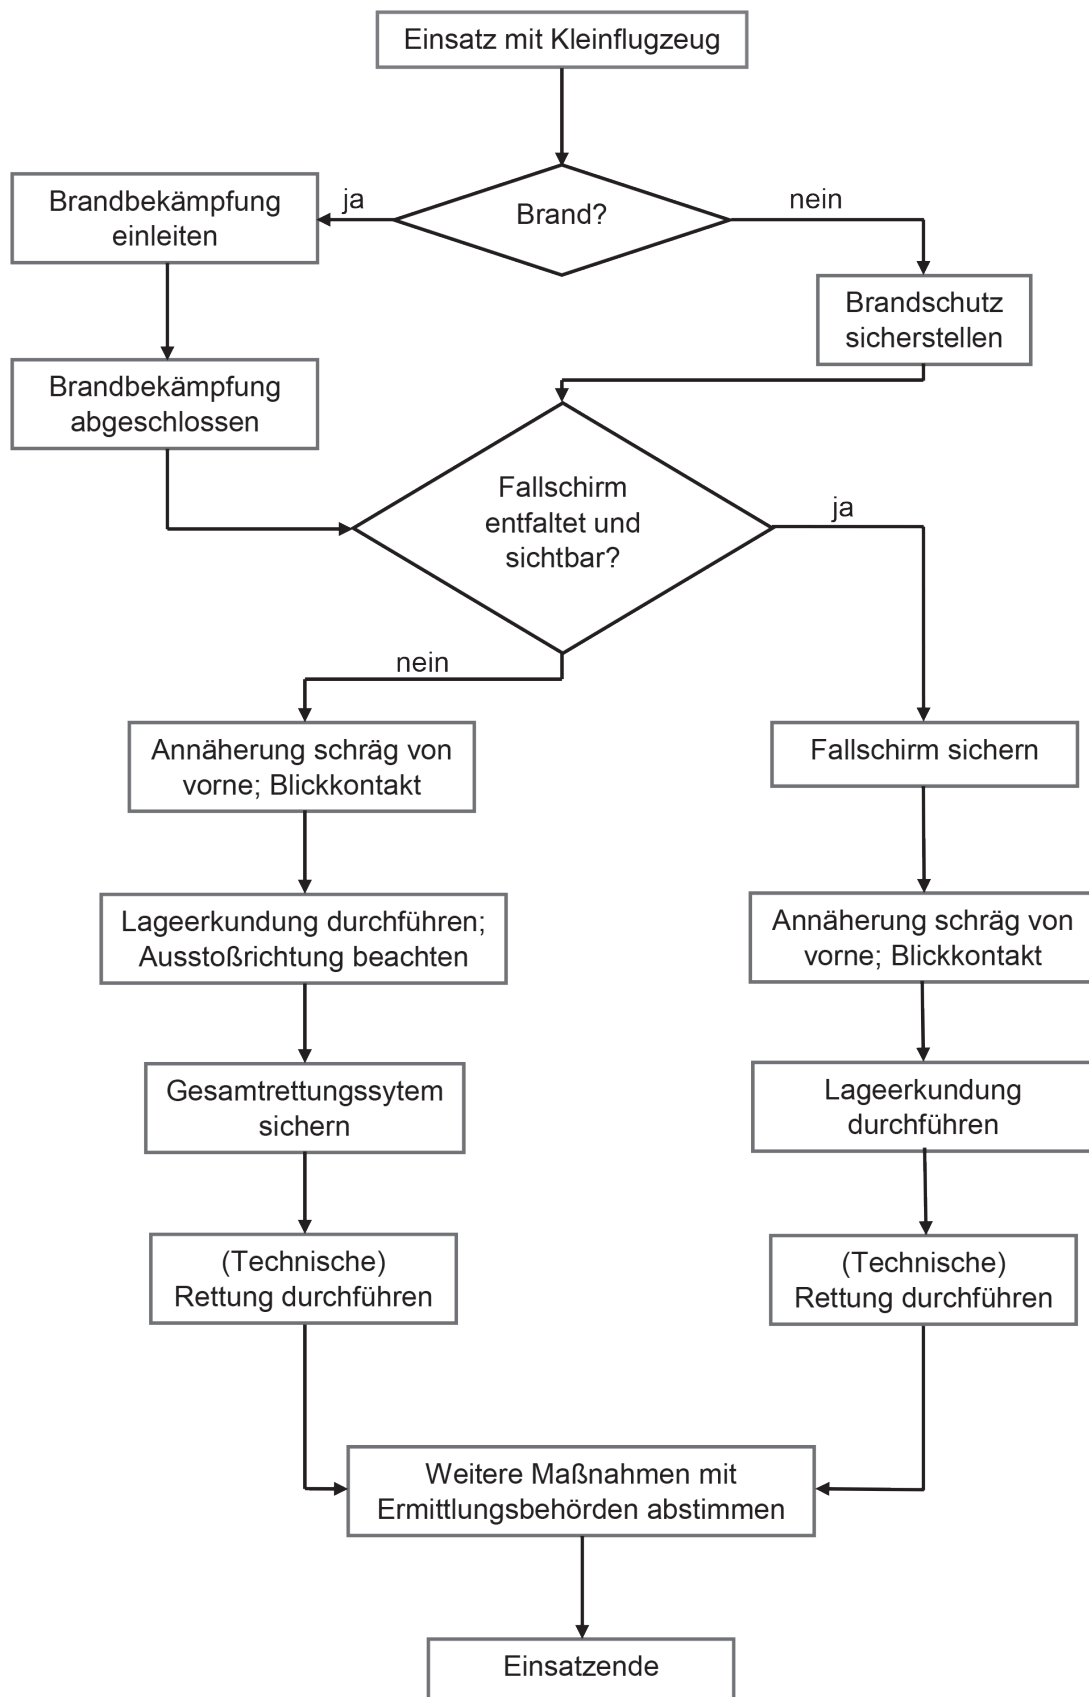 Einsatz mit Kleinflugzeug
Brand?
ja
nein
Brandbekämpfung
einleiten
Brandschutz
sicherstellen
Brandbekämpfung
abgeschlossen
Fallschirm
entfaltet und
sichtbar?
ja
nein
Annäherung schräg von
vorne; Blickkontakt
Fallschirm sichern
Lageerkundung durchführen;
Ausstoßrichtung beachten
Annäherung schräg von
vorne; Blickkontakt
Gesamtrettungssytem
sichern
Lageerkundung
durchführen
(Technische)
Rettung durchführen
(Technische)
Rettung durchführen
Weitere Maßnahmen mit
Ermittlungsbehörden abstimmen
Einsatzende